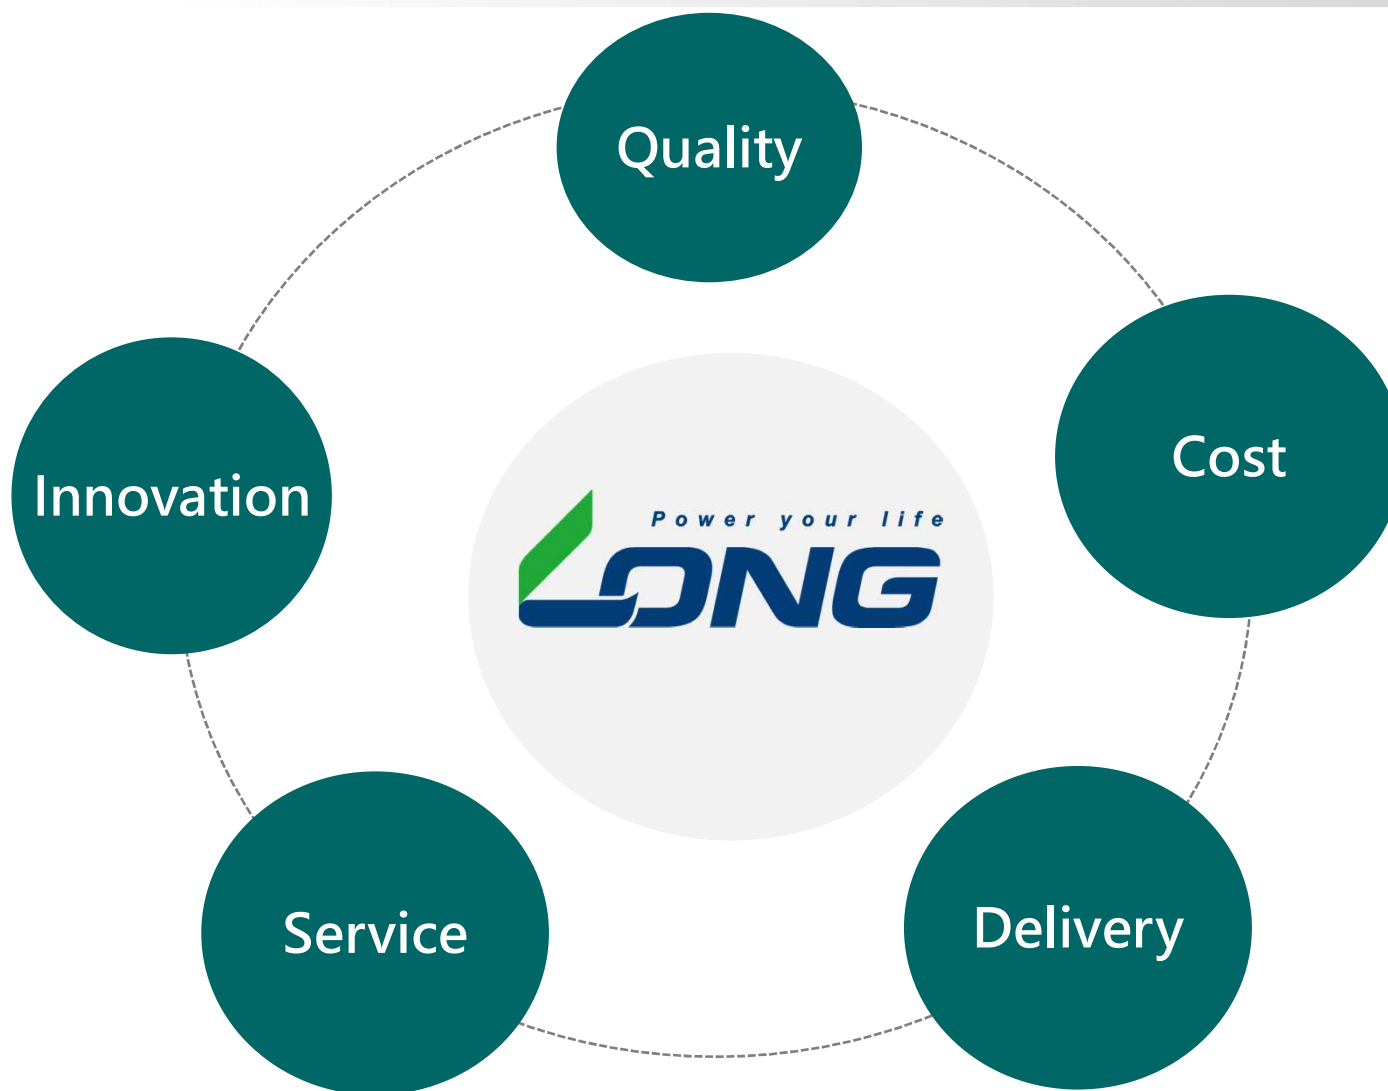 Quality
Cost
Innovation
Power your life
LONG
Service
Delivery